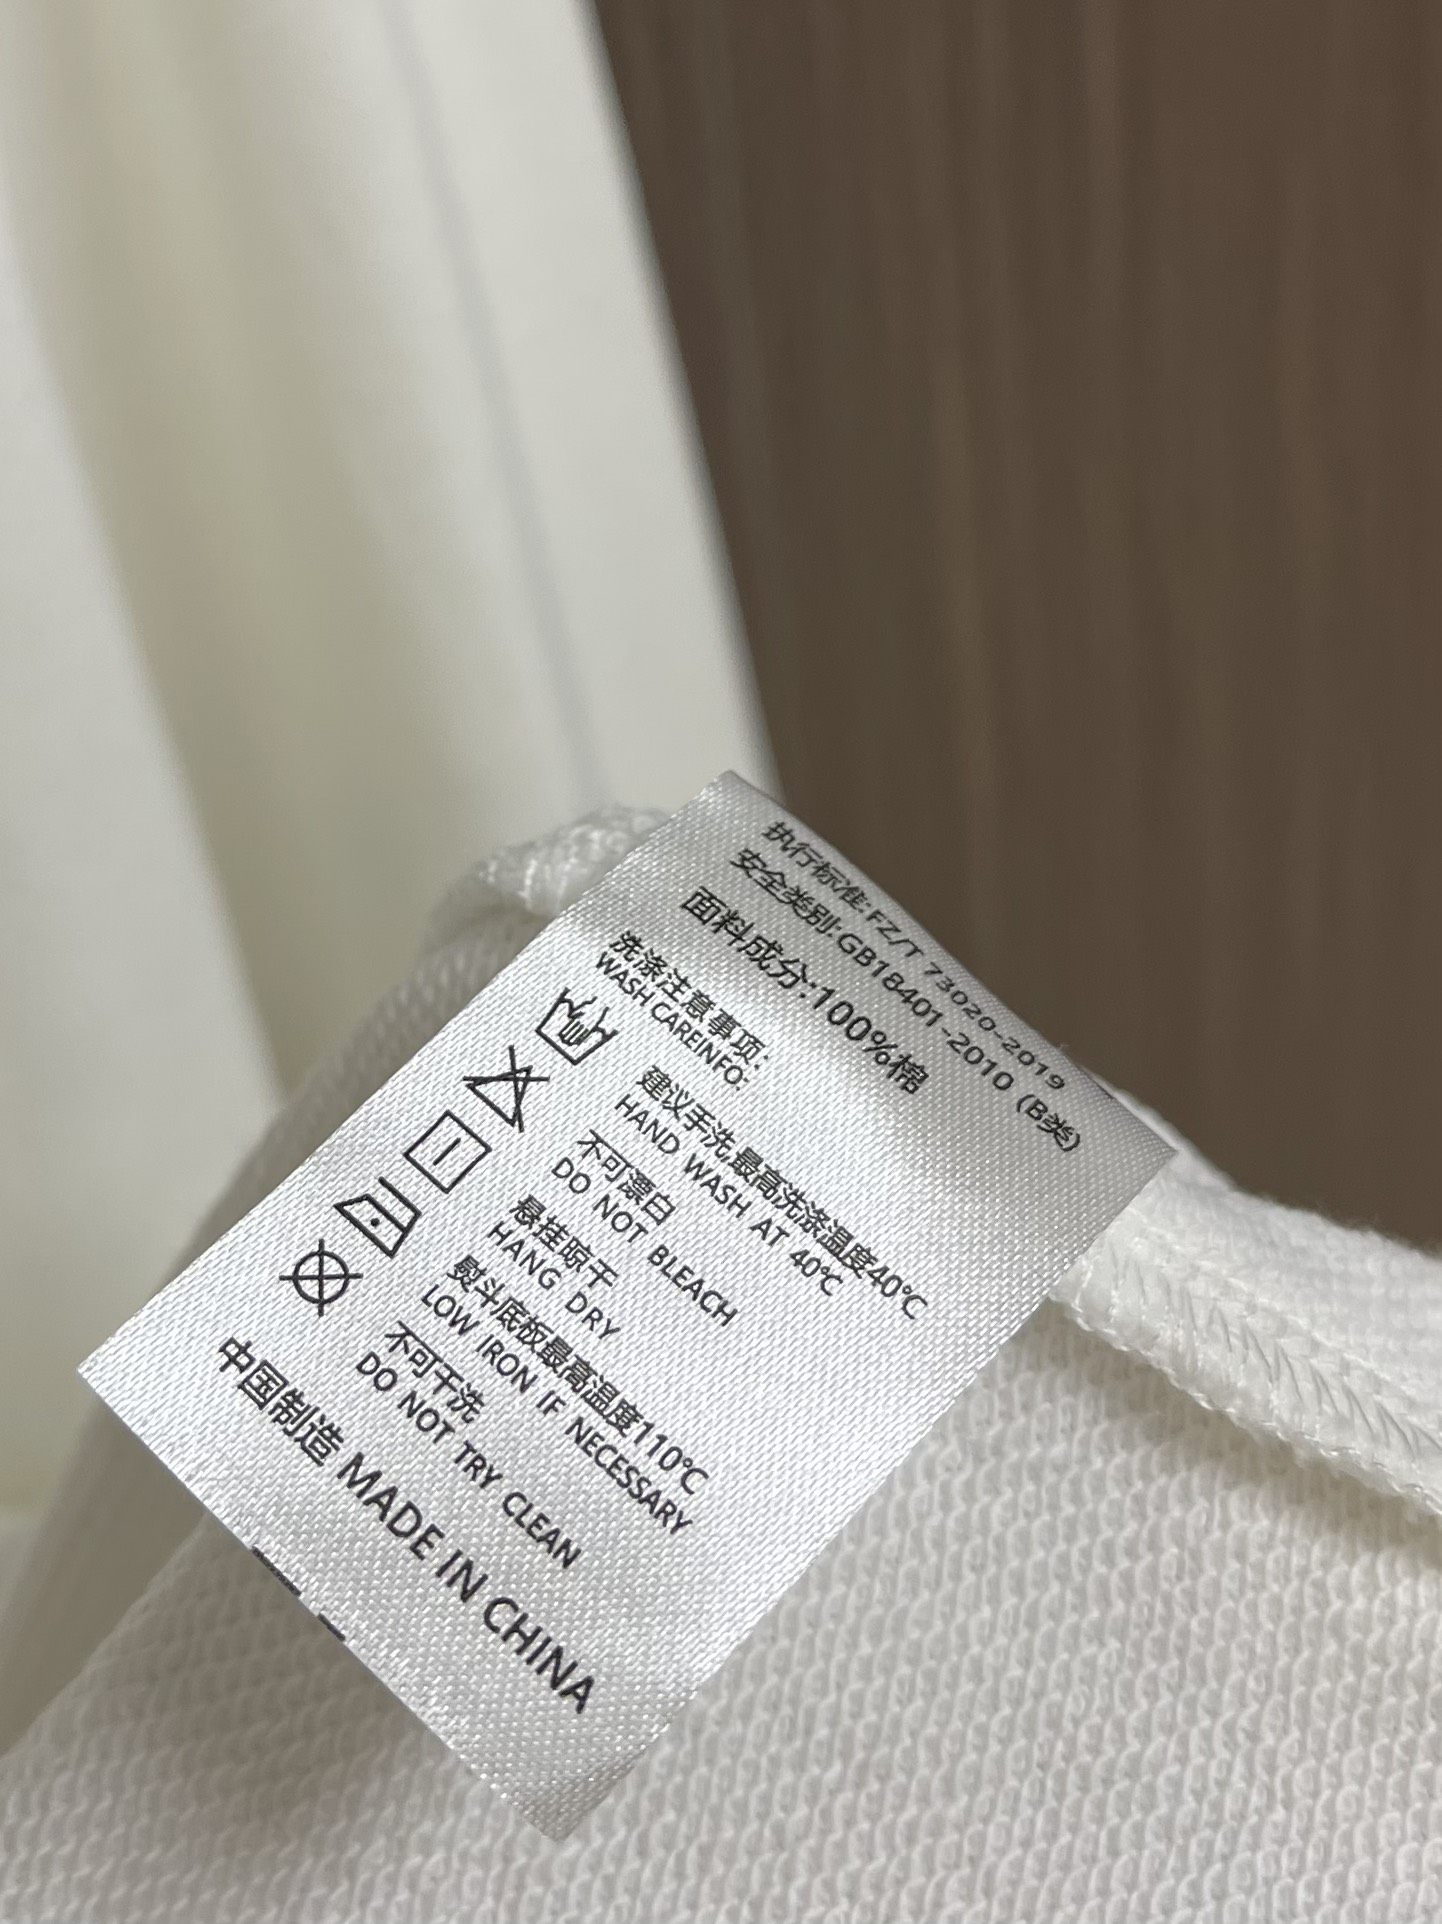 执行标准:FZ/T 73020-2019
安全类别:GB18401-2010 (B类)
面料成分:100%棉
洗涤注意事项:
WASH CAREINFO:
建议手洗,最高洗涤温度40℃
HAND WASH AT 40℃
不可漂白
DO NOT BLEACH
悬挂晾干
HANG DRY
熨斗底板最高温度110℃
LOW IRON IF NECESSARY
不可干洗
DO NOT TRY CLEAN
中国制造 MADE IN CHINA